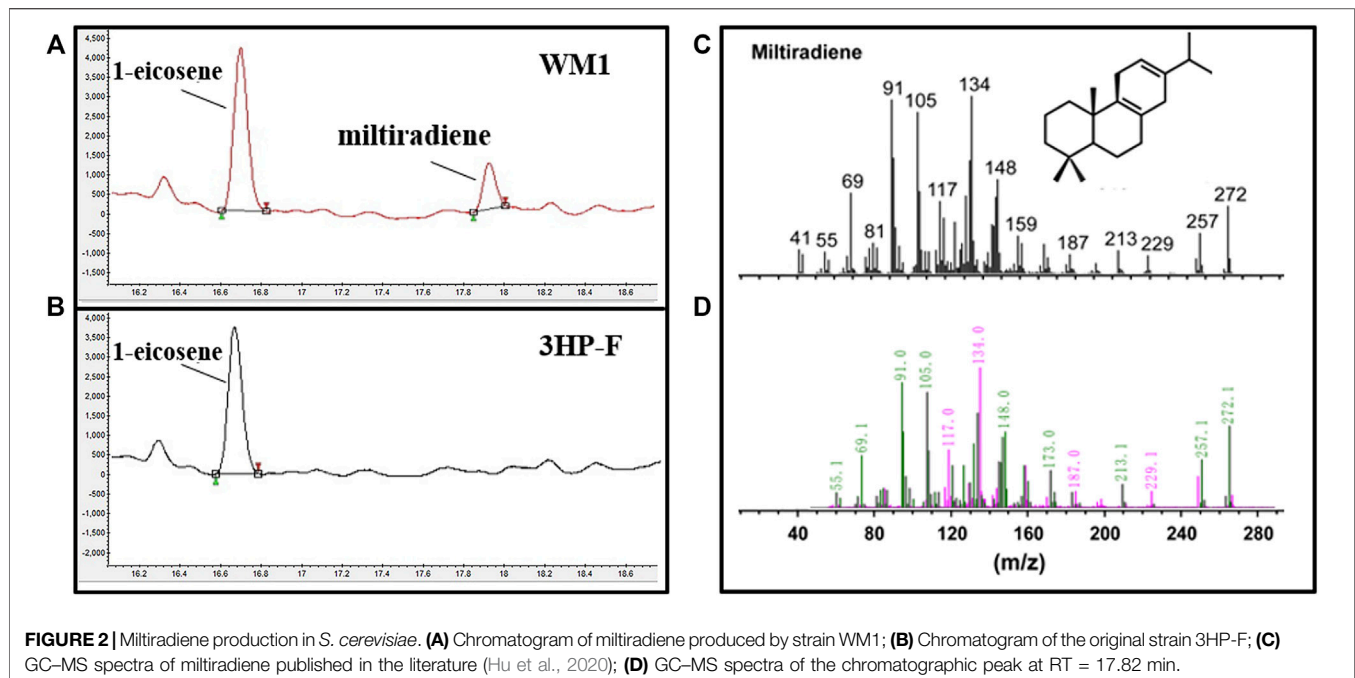 A
4,500
4,000
3,500
3,000
2,500
2,000
1,500
1,000
500
0
-500
-1,000
-1,500
1-eicosene
WM1
miltiradiene
16.2 16.4 16.6 16.8 17 17.2 17.4 17.6 17.8 18 18.2 18.4 18.6
B
4,000
3,500
3,000
2,500
2,000
1,500
1,000
500
0
-500
-1,000
-1,500
-2,000
1-eicosene
3HP-F
16.2 16.4 16.6 16.8 17 17.2 17.4 17.6 17.8 18 18.2 18.4 18.6
C
Miltiradiene
41 55 69 81 91 105 117 134 148 159 187 213 229 257 272
D
55.1 69.1 91.0 105.0 117.0 134.0 148.0 173.0 187.0 213.1 229.1 257.1 272.1
40 80 120 160 200 240 280
(m/z)
FIGURE 2 | Miltiradiene production in S. cerevisiae. (A) Chromatogram of miltiradiene produced by strain WM1; (B) Chromatogram of the original strain 3HP-F; (C)
GC–MS spectra of miltiradiene published in the literature (Hu et al., 2020); (D) GC–MS spectra of the chromatographic peak at RT = 17.82 min.